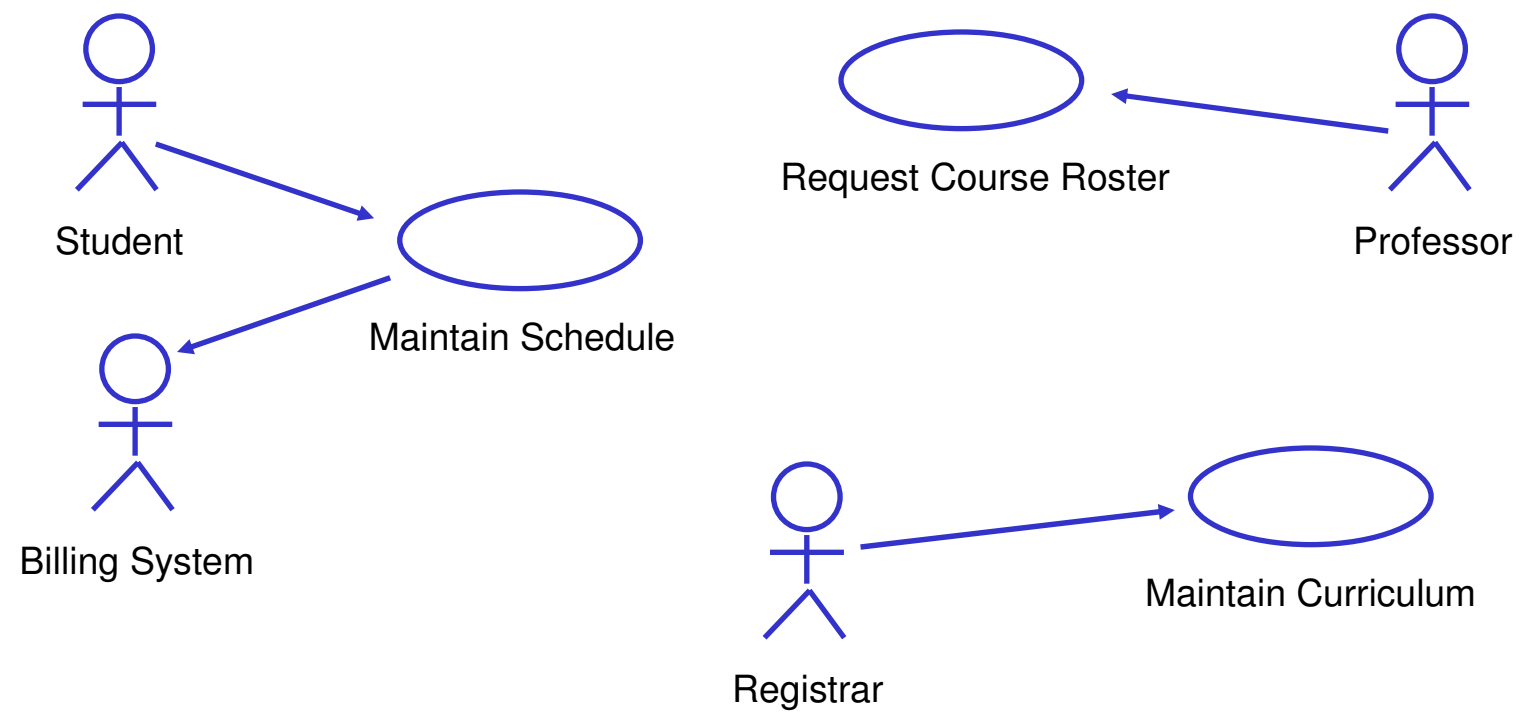 Request Course Roster
Student
Professor
Maintain Schedule
Billing System
Maintain Curriculum
Registrar